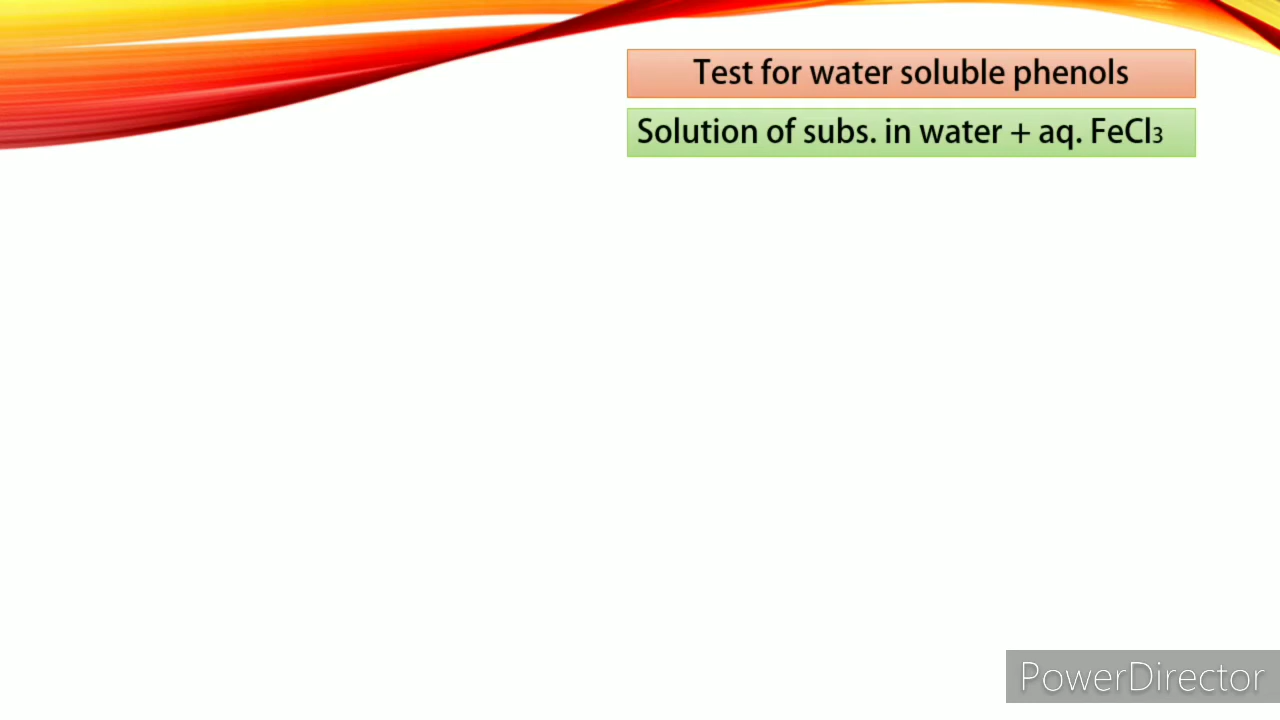 Test for water soluble phenols
Solution of subs. in water + aq. FeCl3
PowerDirector